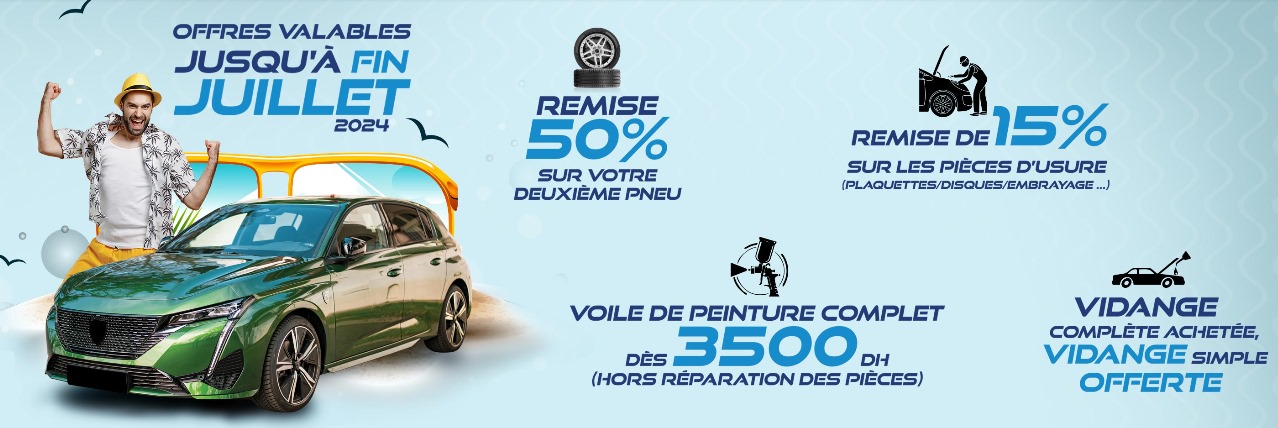 OFFRES VALABLES
JUSQU'À FIN
JUILLET
2024
REMISE
50%
SUR VOTRE
DEUXIÈME PNEU
REMISE DE 15%
SUR LES PIÈCES D'USURE
(PLAQUETTES/DISQUES/EMBRAYAGE ...)
VOILE DE PEINTURE COMPLET
DÈS 3500 DH
(HORS RÉPARATION DES PIÈCES)
VIDANGE
COMPLÈTE ACHETÉE,
VIDANGE SIMPLE
OFFERTE